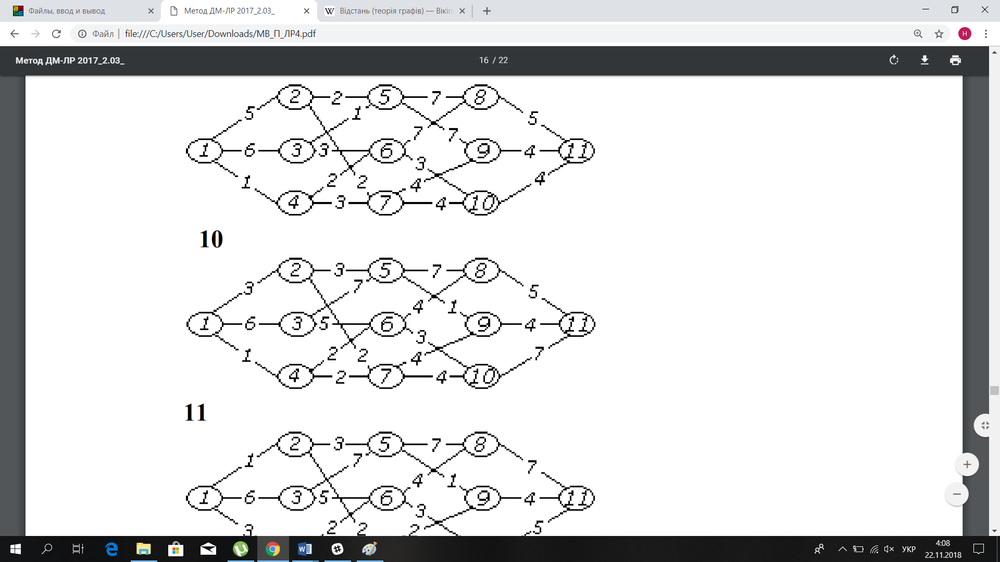 Файлы, ввод и вывод
Метод ДМ-ЛР 2017_2.03_
Відстань (теорія графів) — Вікіп
Файл
file:///C:/Users/User/Downloads/МВ_П_ЛР4.pdf
Н
Метод ДМ-ЛР 2017_2.03_
16 / 22
2 2 5 7 8
5 1 5
7 7
1 6 3 3 6 9 4 11
3
1 2 2 4 4
4 3 7 4 10
10
2 3 5 7 8
3 7 5
4 1
1 6 3 5 6 9 4 11
3
1 2 2 4 7
4 2 7 4 10
11
2 3 5 7 8
1 7 7
4 1
1 6 3 5 6 9 4 11
3
3 2 2 2 5
УКР
4:08
22.11.2018